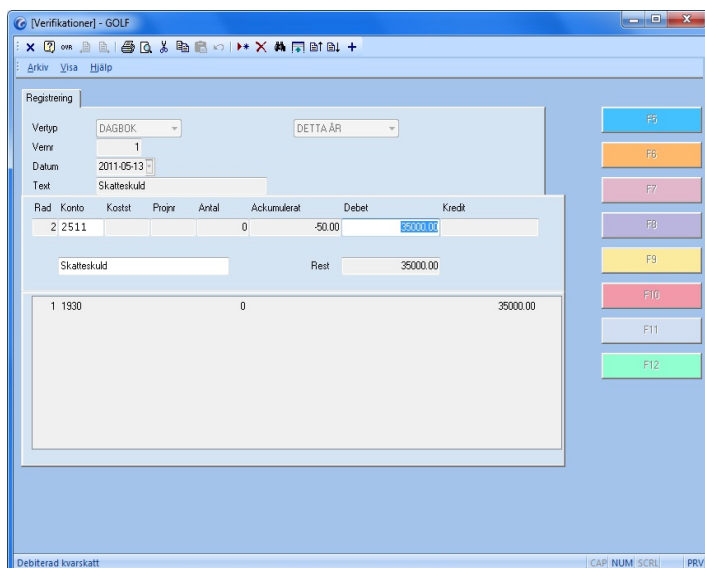 [Verifikationer] - GOLF
OVR
Arkiv Visa Hjälp
Registrering
Vertyp DAGBOK DETTA ÅR
Vernr 1
Datum 2011-05-13
Text Skatteskuld
Rad Konto Kostst Projnr Antal Ackumulerat Debet Kredit
2 2511 0 -50.00 35000.00
Skatteskuld Rest 35000.00
1 1930 0 35000.00
F5
F6
F7
F8
F9
F10
F11
F12
Debiterad kvarskatt CAP NUM SCRL PRV